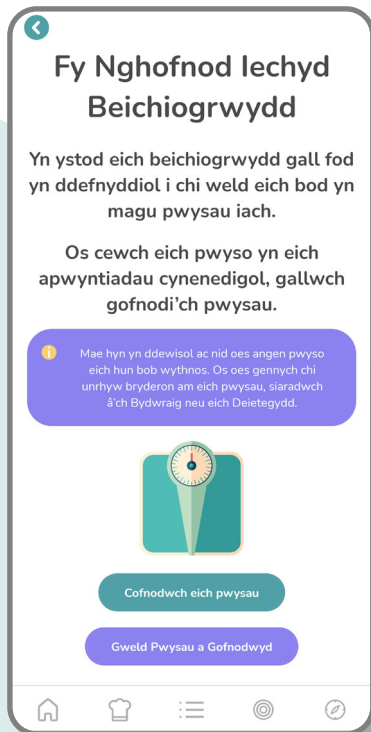 Fy Nghofnod Iechyd
Beichiogrwydd
Yn ystod eich beichiogrwydd gall fod
yn ddefnyddiol i chi weld eich bod yn
magu pwysau iach.
Os cewch eich pwyso yn eich
apwyntiadau cynenedigol, gallwch
gofnodi'ch pwysau.
Mae hyn yn ddewisol ac nid oes angen pwyso
eich hun bob wythnos. Os oes gennych chi
unrhyw bryderon am eich pwysau, siaradwch
â'ch Bydwraig neu eich Deietegydd.
Cofnodwch eich pwysau
Gweld Pwysau a Gofnodwyd